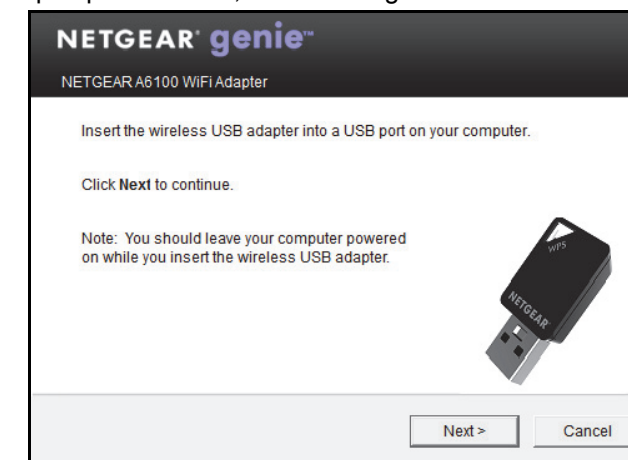 NETGEAR® genie™
NETGEAR A6100 WiFi Adapter
Insert the wireless USB adapter into a USB port on your computer.
Click Next to continue.
Note: You should leave your computer powered
on while you insert the wireless USB adapter.
WPS
NETGEAR
Next >
Cancel